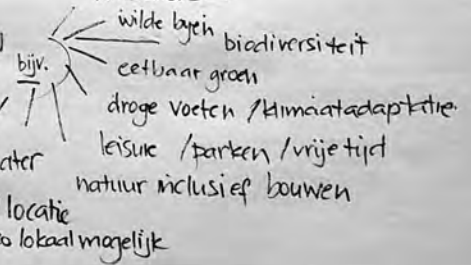 wilde bijen
biodiversiteit
bijv.
eetbaar groen
droge voeten / klimaatadaptatie.
leisure / parken / vrije tijd
ater
natuur inclusief bouwen
locatie
o lokaal mogelijk